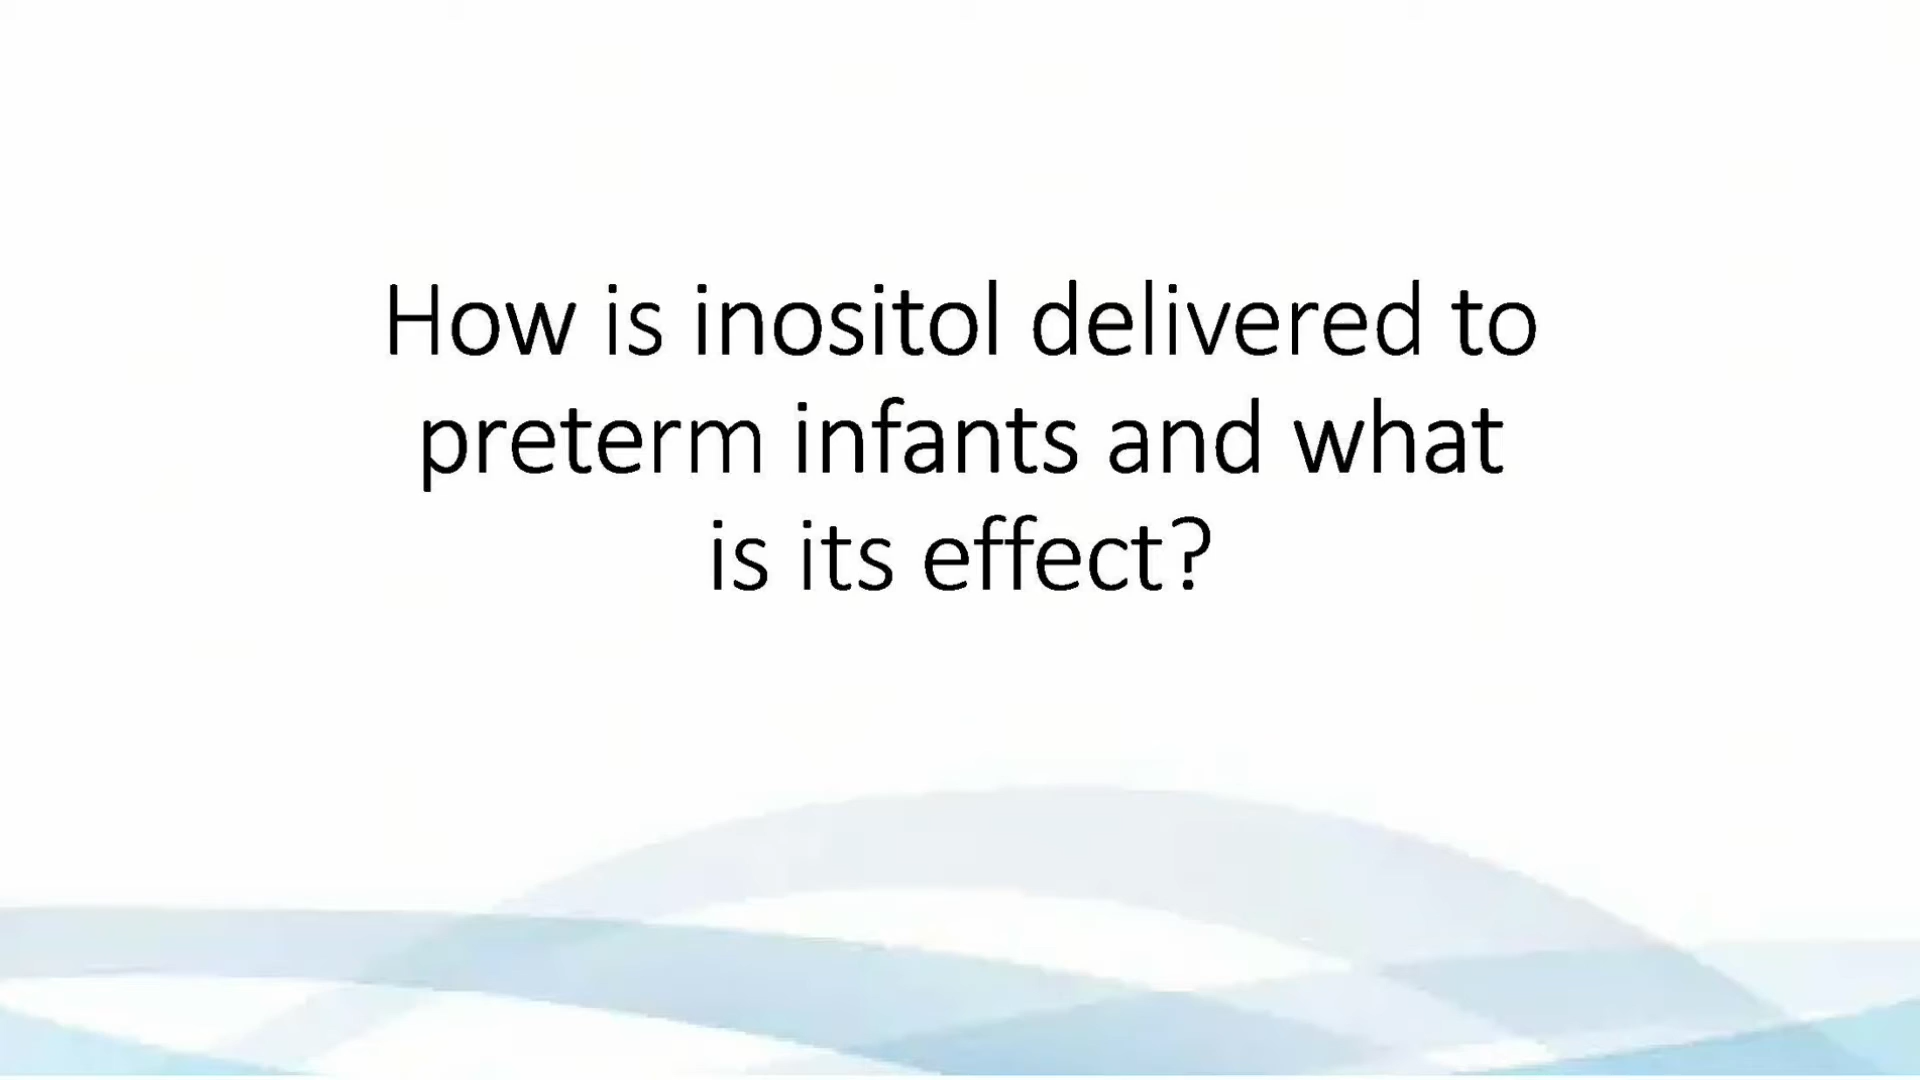 How is inositol delivered to
preterm infants and what
is its effect?